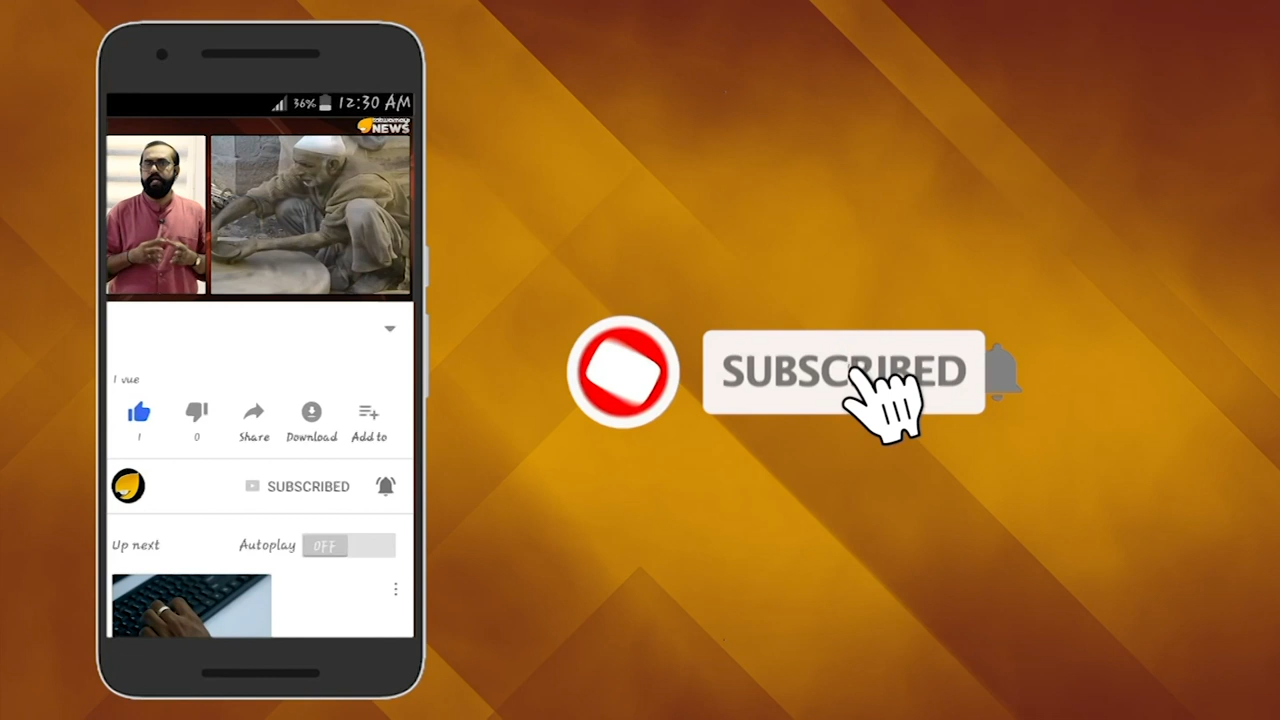 36% 12:30 AM
NEWS
1 vue
1
0
Share
Download
Add to
SUBSCRIBED
Up next
Autoplay
OFF
SUBSCRIBED